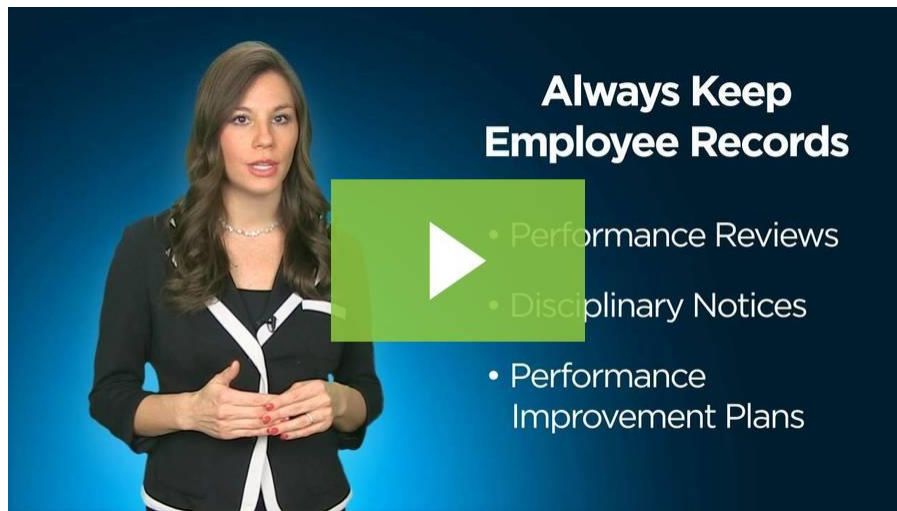 Always Keep
Employee Records
• Performance Reviews
• Disciplinary Notices
• Performance
Improvement Plans